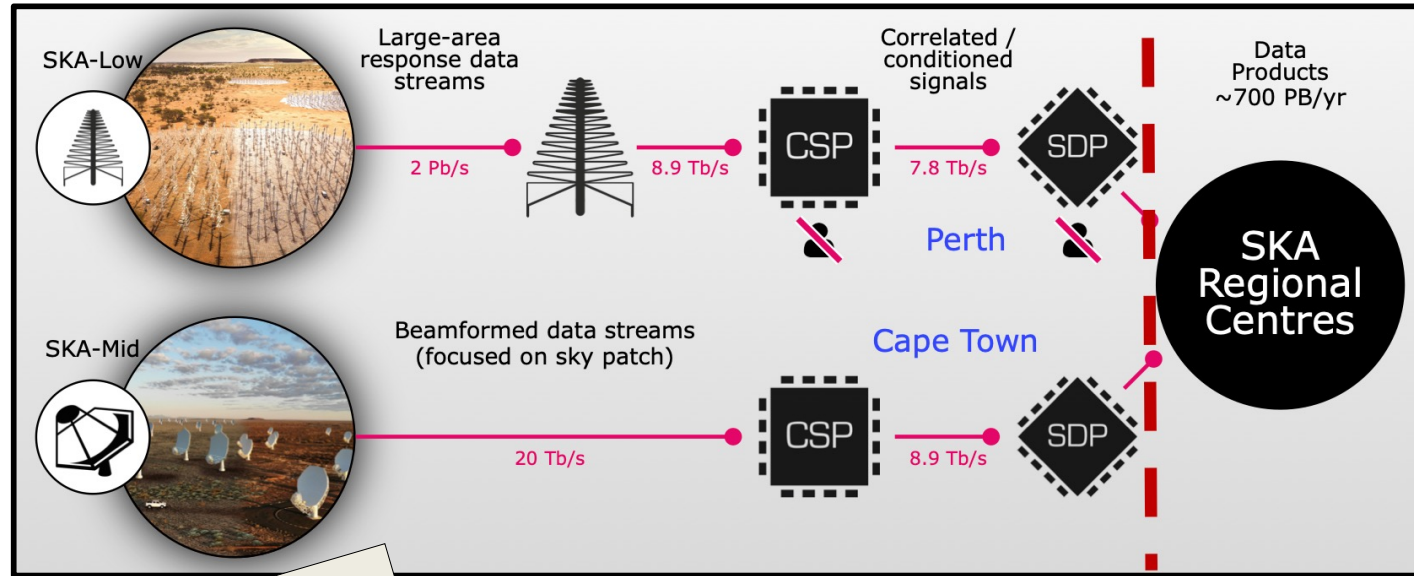 SKA-Low
Large-area
response data
streams
2 Pb/s
8.9 Tb/s
CSP
Correlated /
conditioned
signals
7.8 Tb/s
SDP
Data
Products
~700 PB/yr
Perth
SKA
Regional
Centres
SKA-Mid
Beamformed data streams
(focused on sky patch)
20 Tb/s
Cape Town
CSP
8.9 Tb/s
SDP